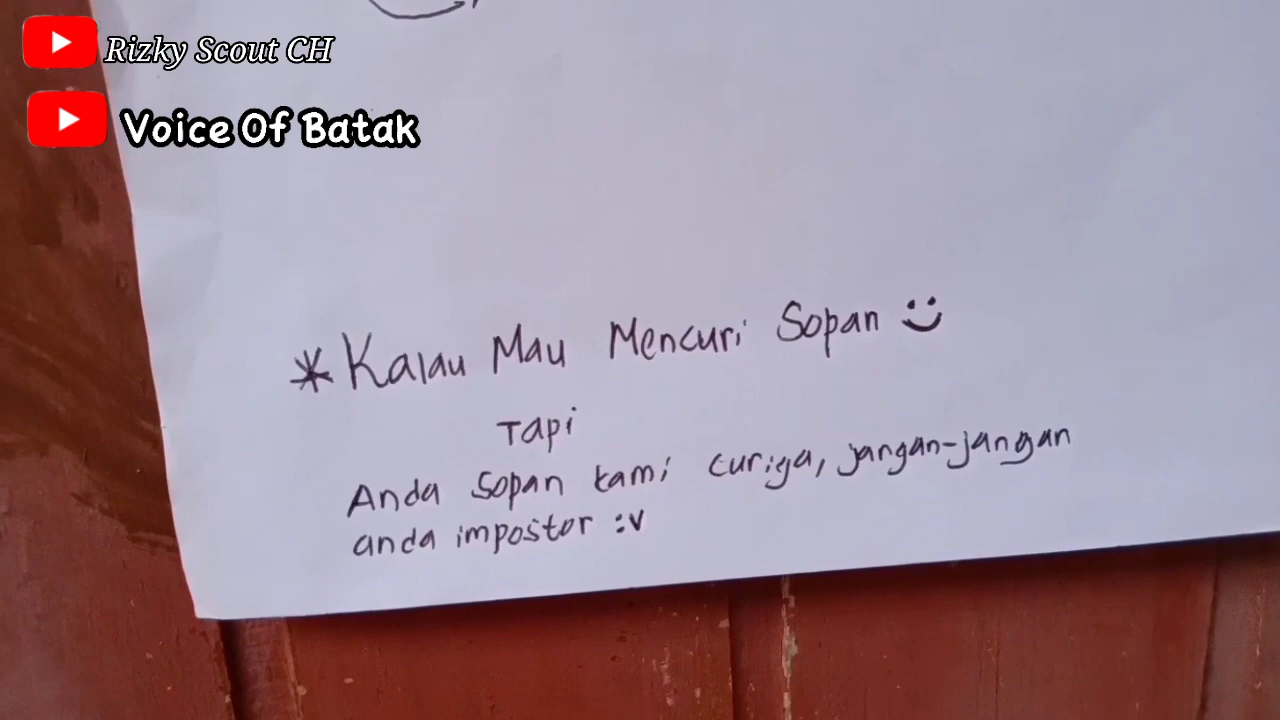 Rizky Scout CH
Voice Of Batak
*Kalau Mau Mencuri Sopan :)
Tapi
Anda Sopan kami curiga, jangan-jangan
anda impostor :v